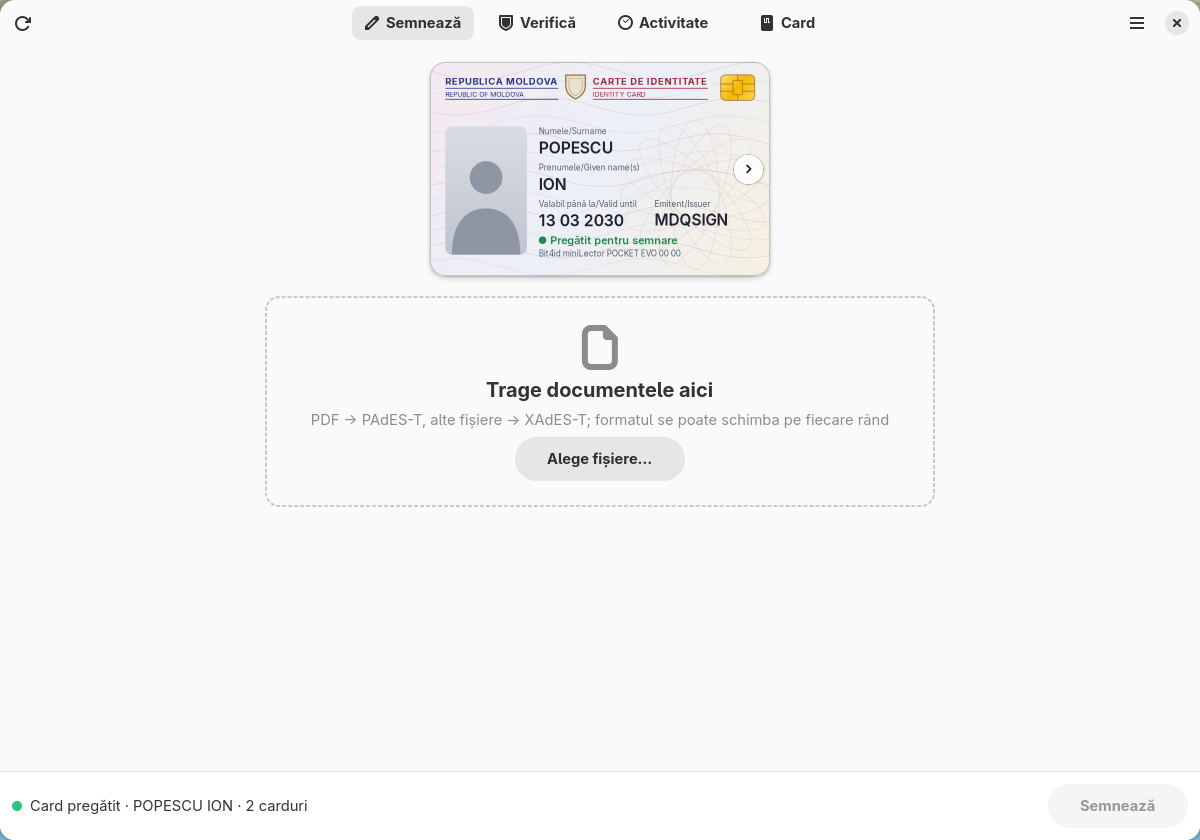 Semnează
Verifică
Activitate
Card
REPUBLICA MOLDOVA
REPUBLIC OF MOLDOVA
CARTE DE IDENTITATE
IDENTITY CARD
Numele/Surname
POPESCU
Prenumele/Given name(s)
ION
Valabil până la/Valid until
Emitent/Issuer
13 03 2030
MDQSIGN
Pregătit pentru semnare
Bit4id miniLector POCKET EVO 00 00
Trage documentele aici
PDF → PAdES-T, alte fișiere → XAdES-T; formatul se poate schimba pe fiecare rând
Alege fișiere...
Card pregătit · POPESCU ION · 2 carduri
Semnează